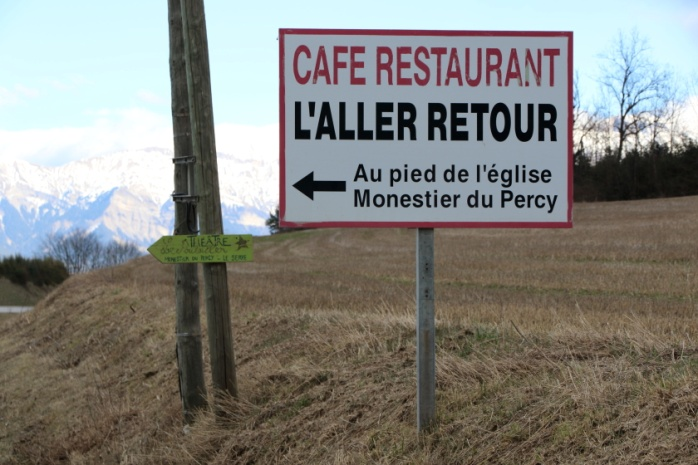 CAFE RESTAURANT
L'ALLER RETOUR
Au pied de l'église
Monestier du Percy
THEATRE